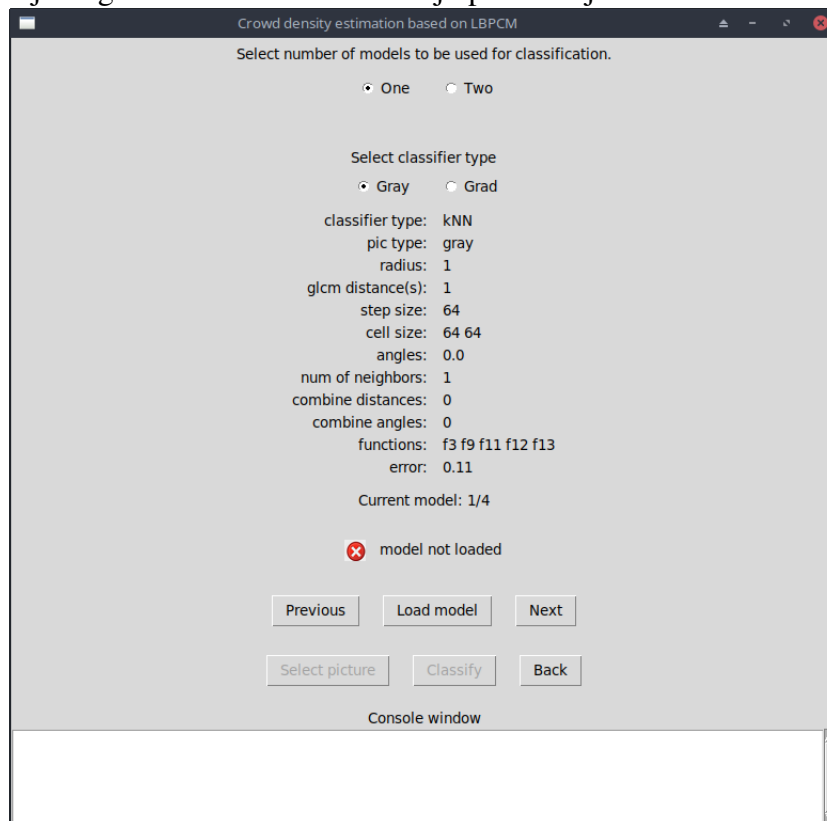 Crowd density estimation based on LBPCM
Select number of models to be used for classification.
One Two
Select classifier type
Gray Grad
classifier type: kNN
pic type: gray
radius: 1
glcm distance(s): 1
step size: 64
cell size: 64 64
angles: 0.0
num of neighbors: 1
combine distances: 0
combine angles: 0
functions: f3 f9 f11 f12 f13
error: 0.11
Current model: 1/4
model not loaded
Previous Load model Next
Select picture Classify Back
Console window